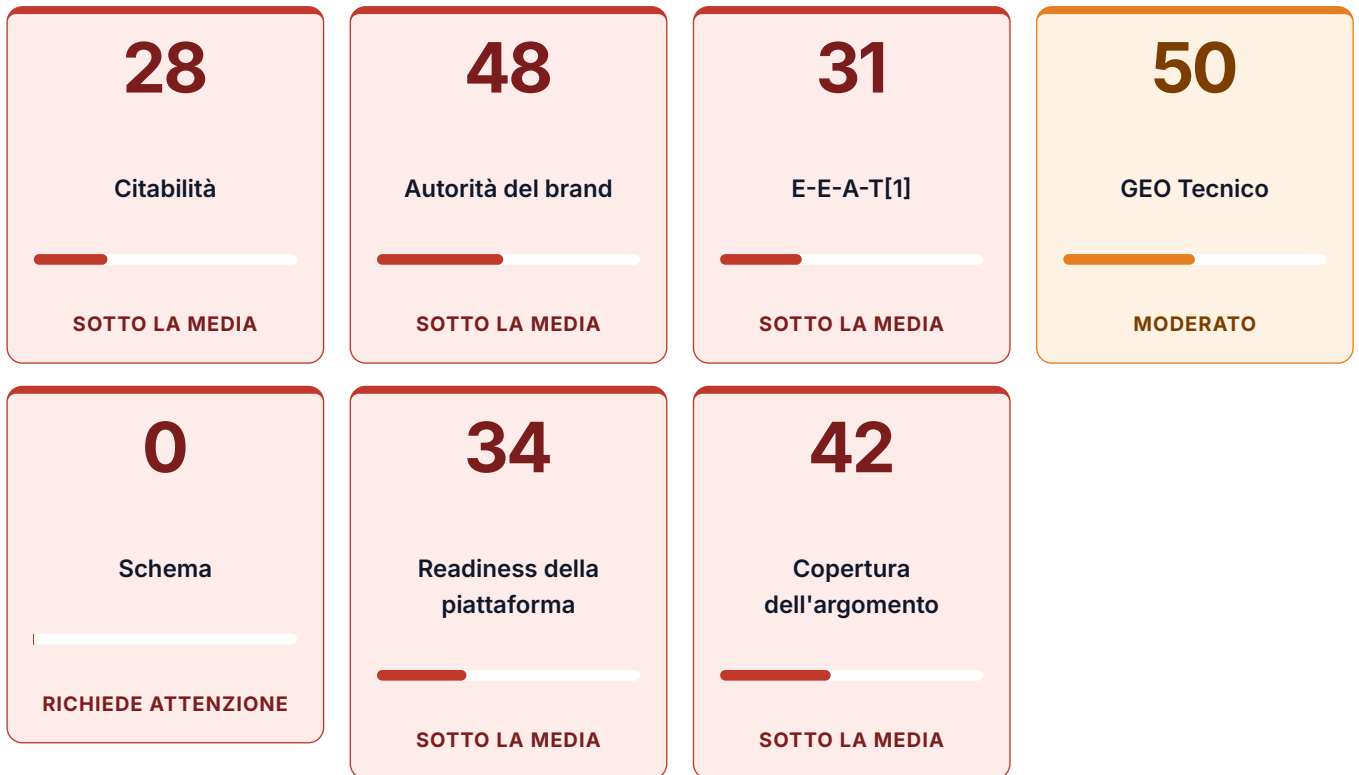 28
Citabilità
SOTTO LA MEDIA
48
Autorità del brand
SOTTO LA MEDIA
31
E-E-A-T[1]
SOTTO LA MEDIA
50
GEO Tecnico
MODERATO
0
Schema
RICHIEDE ATTENZIONE
34
Readiness della
piattaforma
SOTTO LA MEDIA
42
Copertura
dell'argomento
SOTTO LA MEDIA